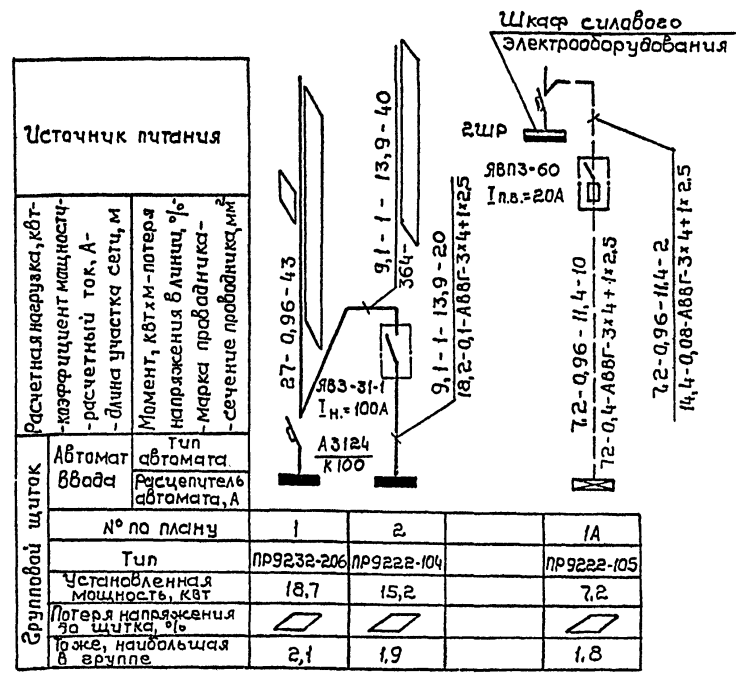 Шкаф силового
электрооборудования
2ШР
ЯВПЗ-60
Iп.в.=20А
7,2-0,96-11,4-10
72-0,4-АВВГ-3×4+1×2,5
7,2-0,96-11,4-2
14,4-0,08-АВВГ-3×4+1×2,5
Источник питания
27-0,96-43
9,1-1-13,9-40
364-
9,1-1-13,9-20
18,2-0,1-АВВГ-3×4+1×2,5
ЯВЗ-31-1
Iн.=100А
А3124
К100
Расчетная нагрузка, квт-
-коэффициент мощности-
-расчетный ток, А-
-длина участка сети, м
Момент, квт×м-потеря
напряжения в линии, %-
-марка проводника-
-сечение проводника, мм²
Групповой щиток
Автомат
ввода
Тип
автомата
Расцепитель
автомата, А
N° по плану 1 2 1А
Тип ПР9232-206 ПР9222-104 ПР9222-105
Установленная
мощность, квт 18,7 15,2 7,2
Потеря напряжения
до щитка, %
Тоже, наибольшая
в группе 2,1 1,9 1,8